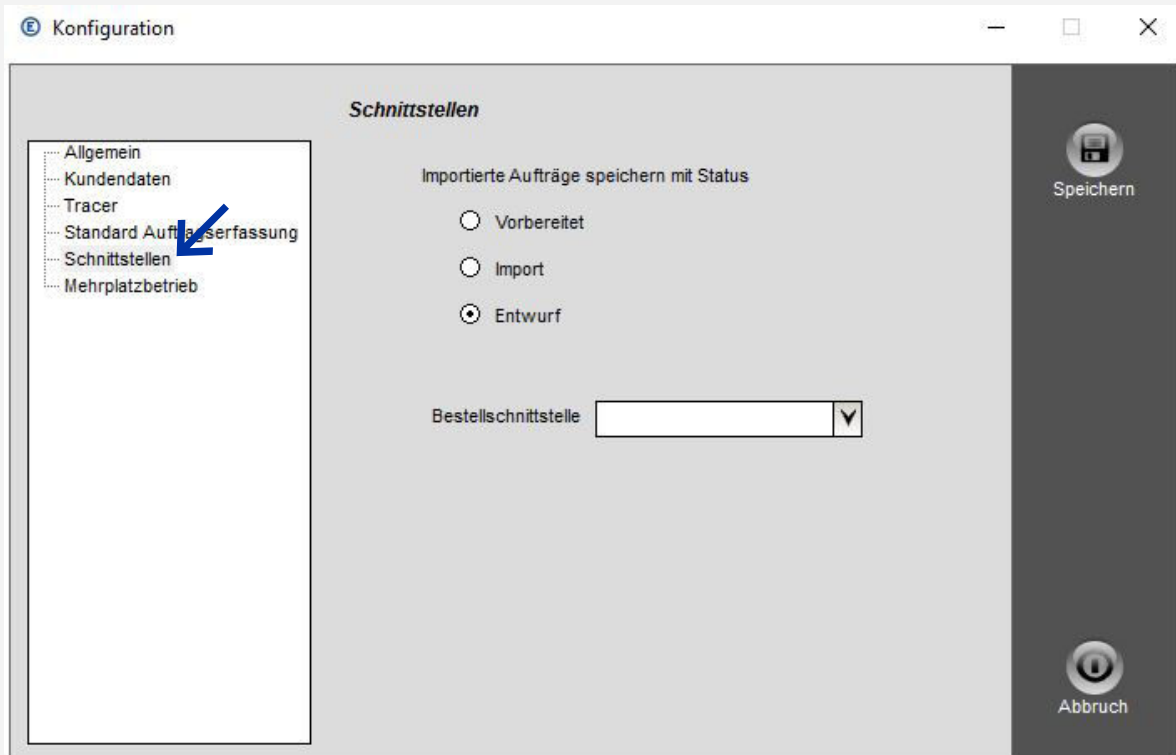 Konfiguration
Schnittstellen
Allgemein
Kundendaten
Tracer
Standard Auftragserfassung
Schnittstellen
Mehrplatzbetrieb
Importierte Aufträge speichern mit Status
Vorbereitet
Import
Entwurf
Bestellschnittstelle
Speichern
Abbruch